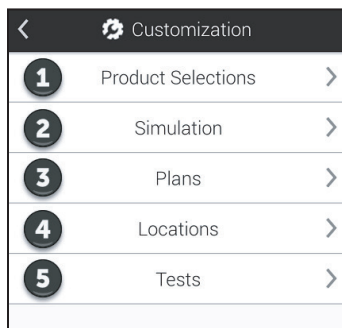 Customization
1 Product Selections
2 Simulation
3 Plans
4 Locations
5 Tests